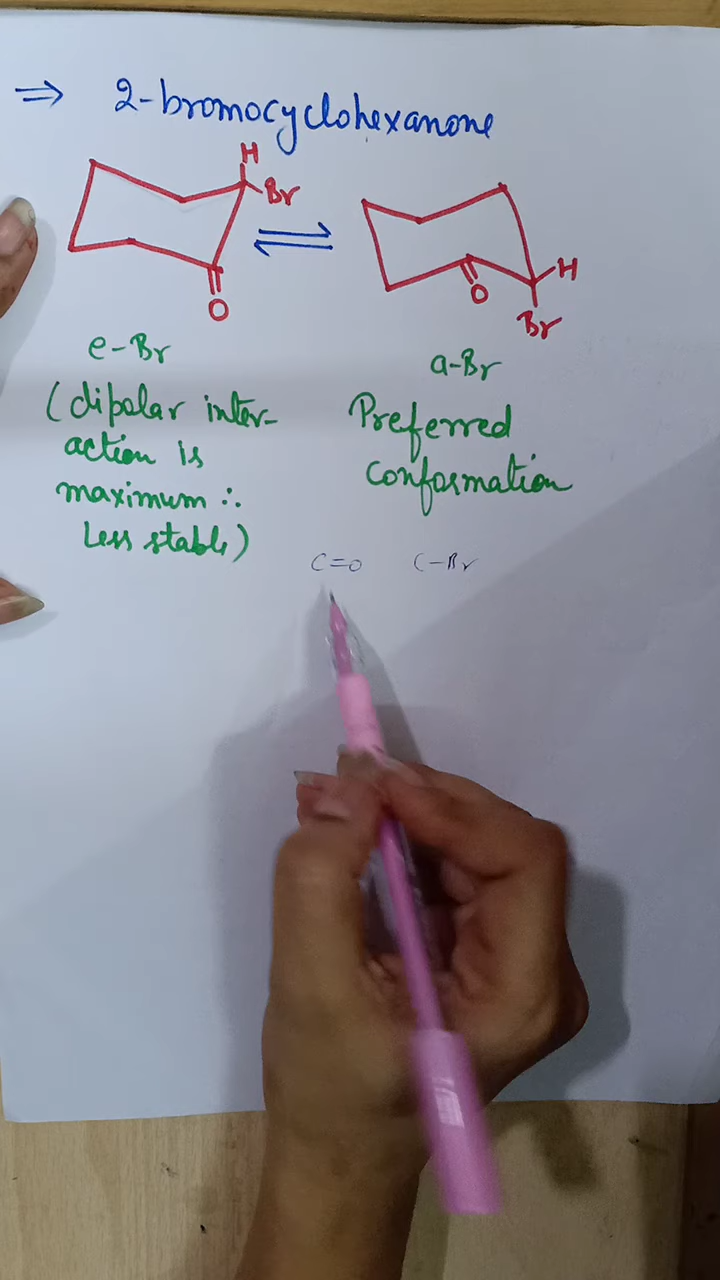 ⇒ 2-bromocyclohexanone
H
Br
O
H
O
Br
e-Br
(dipolar inter-
action is
maximum ∴
less stable)
a-Br
Preferred
conformation
C=O C-Br